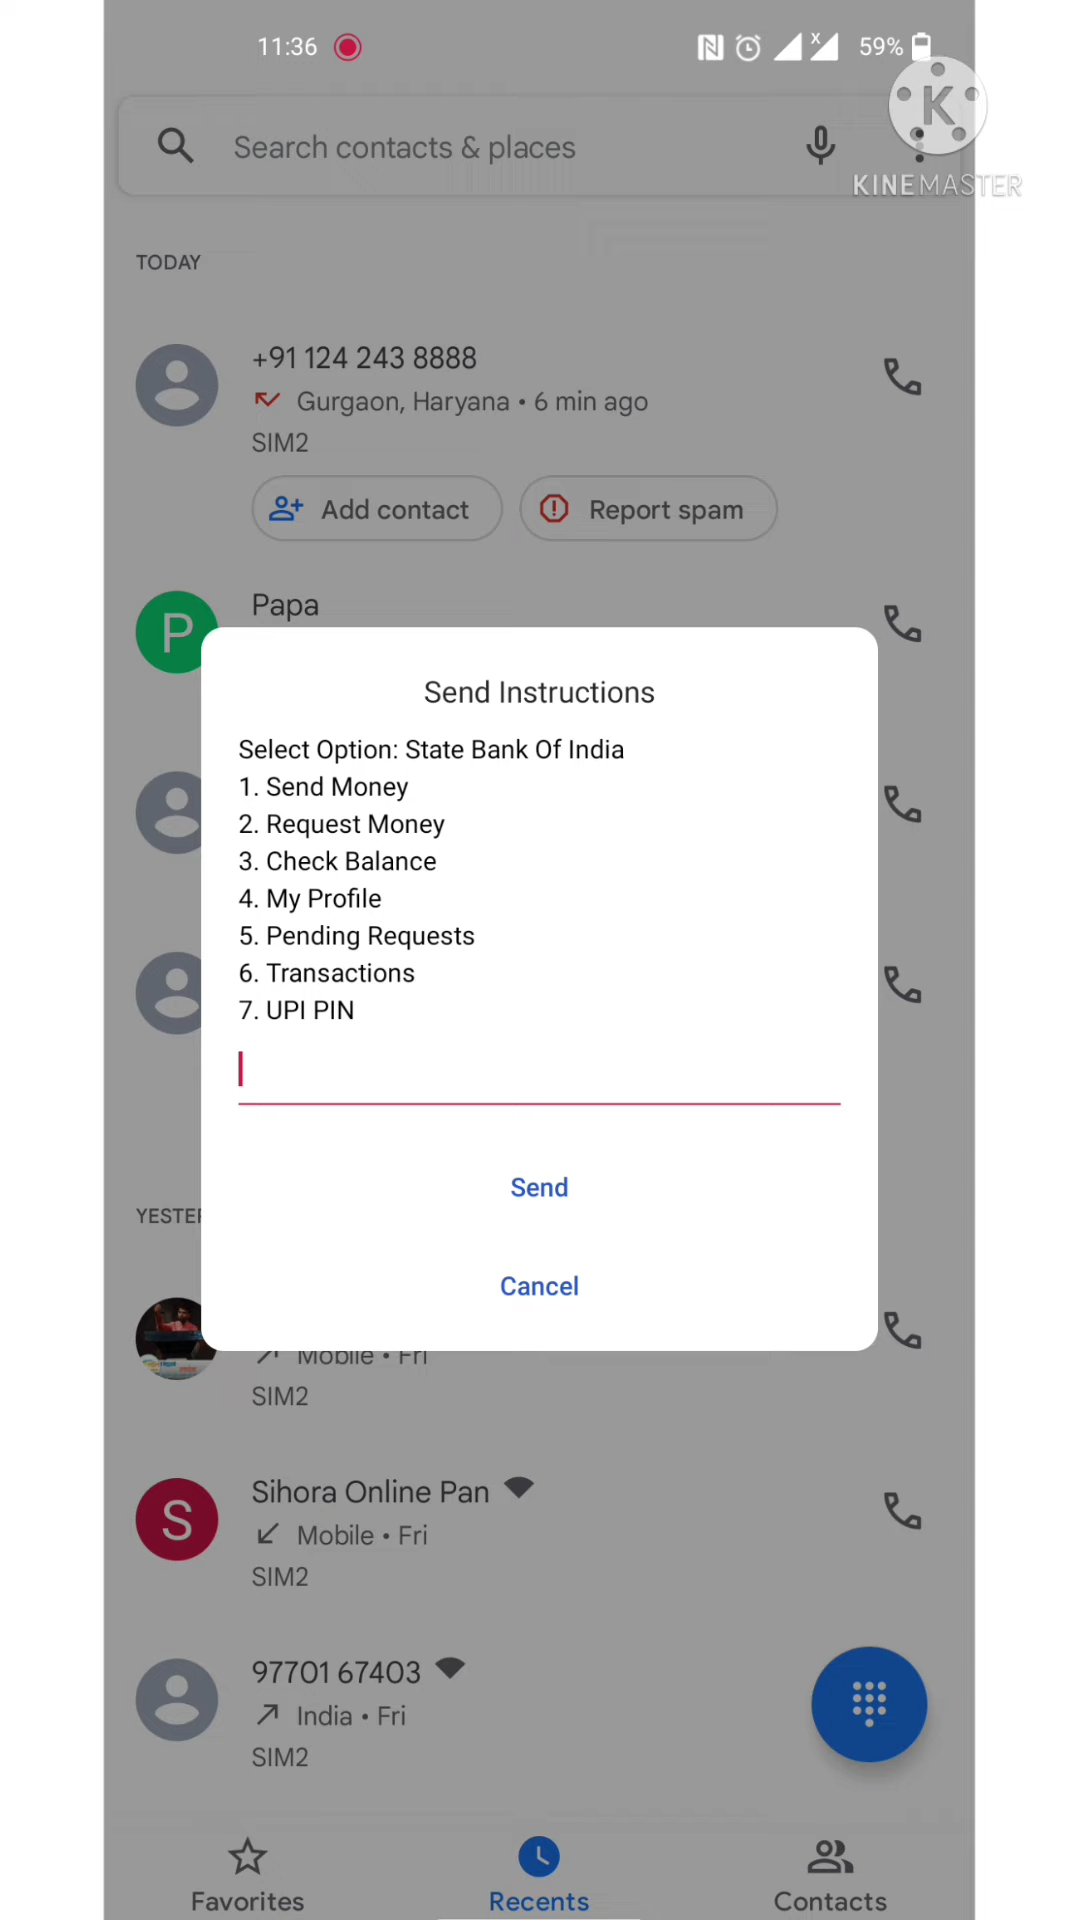 11:36
59%
K
KINEMASTER
Search contacts & places
TODAY
+91 124 243 8888
Gurgaon, Haryana • 6 min ago
SIM2
Add contact
Report spam
P
Papa
Send Instructions
Select Option: State Bank Of India
1. Send Money
2. Request Money
3. Check Balance
4. My Profile
5. Pending Requests
6. Transactions
7. UPI PIN
Send
Cancel
YESTER
Mobile • Fri
SIM2
S
Sihora Online Pan
Mobile • Fri
SIM2
97701 67403
India • Fri
SIM2
Favorites
Recents
Contacts